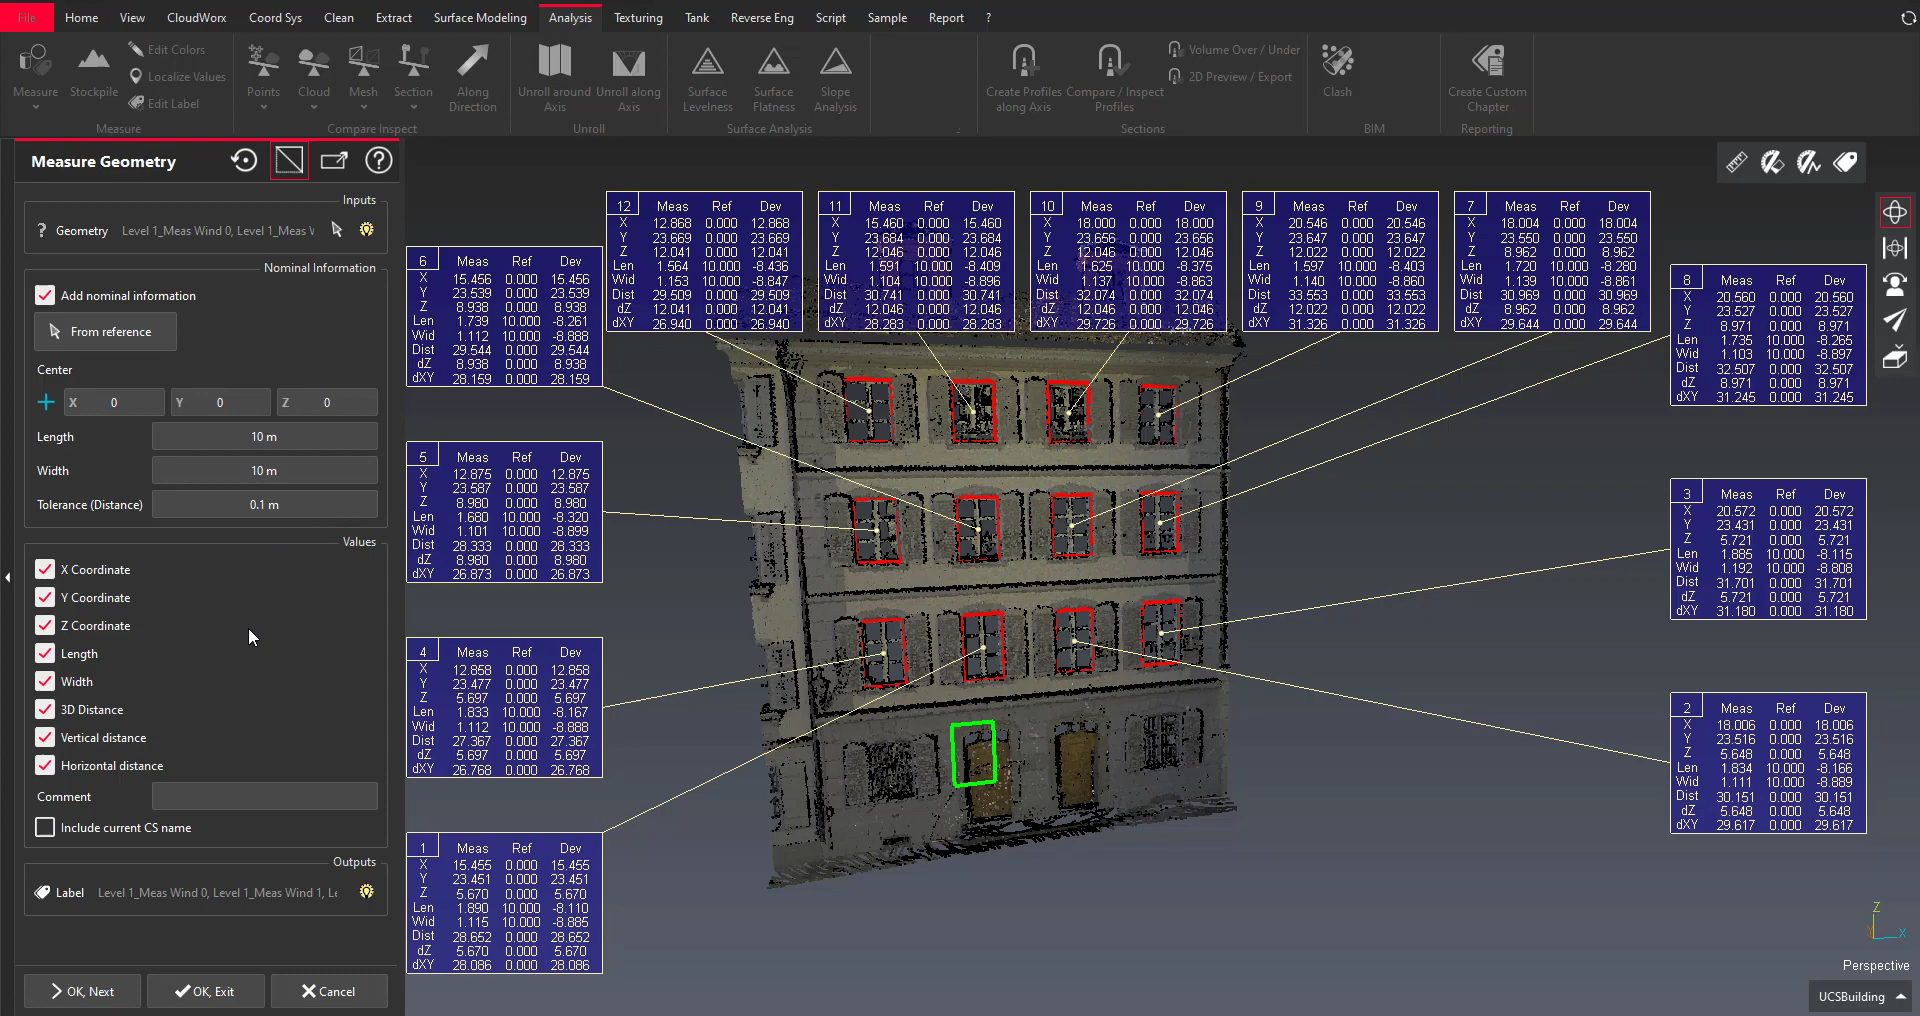 File Home View CloudWorx Coord Sys Clean Extract Surface Modeling Analysis Texturing Tank Reverse Eng Script Sample Report ?
Measure
Stockpile
Edit Colors
Localize Values
Edit Label
Measure
Points
Cloud
Mesh
Section
Along Direction
Compare Inspect
Unroll around Axis
Unroll along Axis
Unroll
Surface Levelness
Surface Flatness
Slope Analysis
Surface Analysis
Create Profiles along Axis
Compare / Inspect Profiles
Volume Over / Under
2D Preview / Export
Sections
Clash
BIM
Create Custom Chapter
Reporting
Measure Geometry
Inputs
? Geometry Level 1_Meas Wind 0, Level 1_Meas V
Nominal Information
Add nominal information
From reference
Center
X 0 Y 0 Z 0
Length 10 m
Width 10 m
Tolerance (Distance) 0.1 m
Values
X Coordinate
Y Coordinate
Z Coordinate
Length
Width
3D Distance
Vertical distance
Horizontal distance
Comment
Include current CS name
Outputs
Label Level 1_Meas Wind 0, Level 1_Meas Wind 1, Le
OK, Next OK, Exit Cancel
12 Meas Ref Dev
X 12.868 0.000 12.868
Y 23.669 0.000 23.669
Z 12.041 0.000 12.041
Len 1.564 10.000 -8.436
Wid 1.153 10.000 -8.847
Dist 29.509 0.000 29.509
dZ 12.041 0.000 12.041
dXY 26.940 0.000 26.940
11 Meas Ref Dev
X 15.460 0.000 15.460
Y 23.684 0.000 23.684
Z 12.046 0.000 12.046
Len 1.591 10.000 -8.409
Wid 1.104 10.000 -8.896
Dist 30.741 0.000 30.741
dZ 12.046 0.000 12.046
dXY 28.283 0.000 28.283
10 Meas Ref Dev
X 18.000 0.000 18.000
Y 23.656 0.000 23.656
Z 12.046 0.000 12.046
Len 1.625 10.000 -8.375
Wid 1.137 10.000 -8.863
Dist 32.074 0.000 32.074
dZ 12.046 0.000 12.046
dXY 29.726 0.000 29.726
9 Meas Ref Dev
X 20.546 0.000 20.546
Y 23.647 0.000 23.647
Z 12.022 0.000 12.022
Len 1.597 10.000 -8.403
Wid 1.140 10.000 -8.860
Dist 33.553 0.000 33.553
dZ 12.022 0.000 12.022
dXY 31.326 0.000 31.326
7 Meas Ref Dev
X 18.004 0.000 18.004
Y 23.550 0.000 23.550
Z 8.962 0.000 8.962
Len 1.720 10.000 -8.280
Wid 1.139 10.000 -8.861
Dist 30.969 0.000 30.969
dZ 8.962 0.000 8.962
dXY 29.644 0.000 29.644
6 Meas Ref Dev
X 15.456 0.000 15.456
Y 23.539 0.000 23.539
Z 8.938 0.000 8.938
Len 1.739 10.000 -8.261
Wid 1.112 10.000 -8.888
Dist 29.544 0.000 29.544
dZ 8.938 0.000 8.938
dXY 28.159 0.000 28.159
8 Meas Ref Dev
X 20.560 0.000 20.560
Y 23.527 0.000 23.527
Z 8.971 0.000 8.971
Len 1.735 10.000 -8.265
Wid 1.103 10.000 -8.897
Dist 32.507 0.000 32.507
dZ 8.971 0.000 8.971
dXY 31.245 0.000 31.245
5 Meas Ref Dev
X 12.875 0.000 12.875
Y 23.587 0.000 23.587
Z 8.980 0.000 8.980
Len 1.680 10.000 -8.320
Wid 1.101 10.000 -8.899
Dist 28.333 0.000 28.333
dZ 8.980 0.000 8.980
dXY 26.873 0.000 26.873
3 Meas Ref Dev
X 20.572 0.000 20.572
Y 23.431 0.000 23.431
Z 5.721 0.000 5.721
Len 1.885 10.000 -8.115
Wid 1.192 10.000 -8.808
Dist 31.701 0.000 31.701
dZ 5.721 0.000 5.721
dXY 31.180 0.000 31.180
4 Meas Ref Dev
X 12.858 0.000 12.858
Y 23.477 0.000 23.477
Z 5.697 0.000 5.697
Len 1.833 10.000 -8.167
Wid 1.112 10.000 -8.888
Dist 27.367 0.000 27.367
dZ 5.697 0.000 5.697
dXY 26.768 0.000 26.768
2 Meas Ref Dev
X 18.006 0.000 18.006
Y 23.516 0.000 23.516
Z 5.648 0.000 5.648
Len 1.834 10.000 -8.166
Wid 1.111 10.000 -8.889
Dist 30.151 0.000 30.151
dZ 5.648 0.000 5.648
dXY 29.617 0.000 29.617
1 Meas Ref Dev
X 15.455 0.000 15.455
Y 23.451 0.000 23.451
Z 5.670 0.000 5.670
Len 1.890 10.000 -8.110
Wid 1.115 10.000 -8.885
Dist 28.652 0.000 28.652
dZ 5.670 0.000 5.670
dXY 28.086 0.000 28.086
Z
Y X
Perspective
UCSBuilding